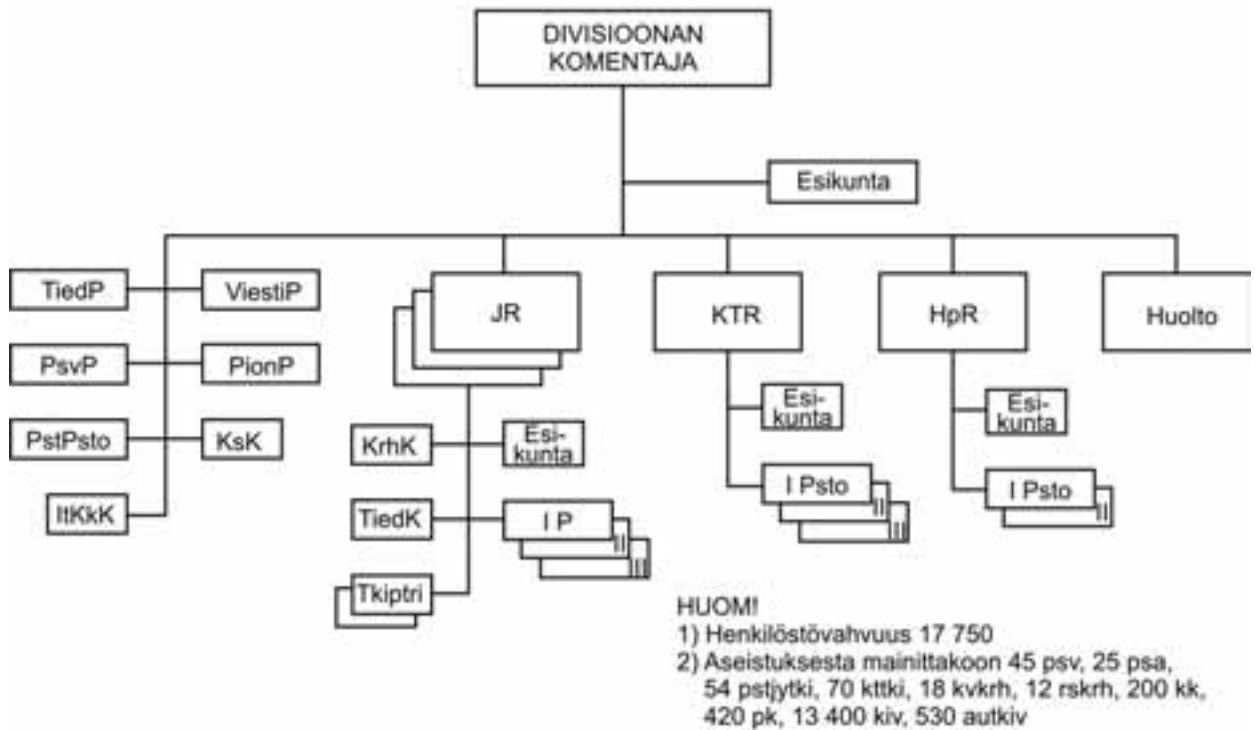 DIVISIOONAN
KOMENTAJA
Esikunta
TiedP
ViestiP
PsvP
PionP
PstPsto
KsK
ItKkK
JR
KrhK
Esi-
kunta
TiedK
I P
II
III
Tkiptri
KTR
Esi-
kunta
I Psto
II
III
HpR
Esi-
kunta
I Psto
II
Huolto
HUOM!
1) Henkilöstövahvuus 17 750
2) Aseistuksesta mainittakoon 45 psv, 25 psa,
54 pstjytki, 70 kttki, 18 kvkrh, 12 rskrh, 200 kk,
420 pk, 13 400 kiv, 530 autkiv